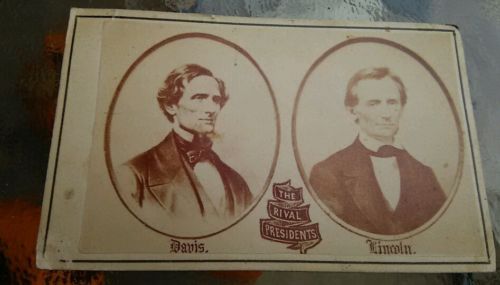 THE
RIVAL
PRESIDENTS.
Davis.
Lincoln.